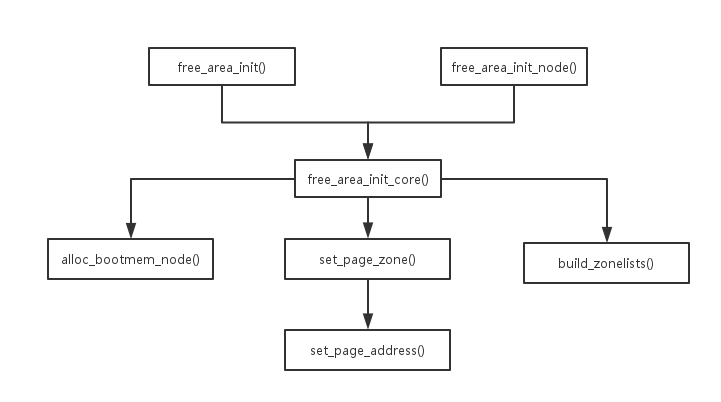 free_area_init()
free_area_init_node()
free_area_init_core()
alloc_bootmem_node()
set_page_zone()
build_zonelists()
set_page_address()